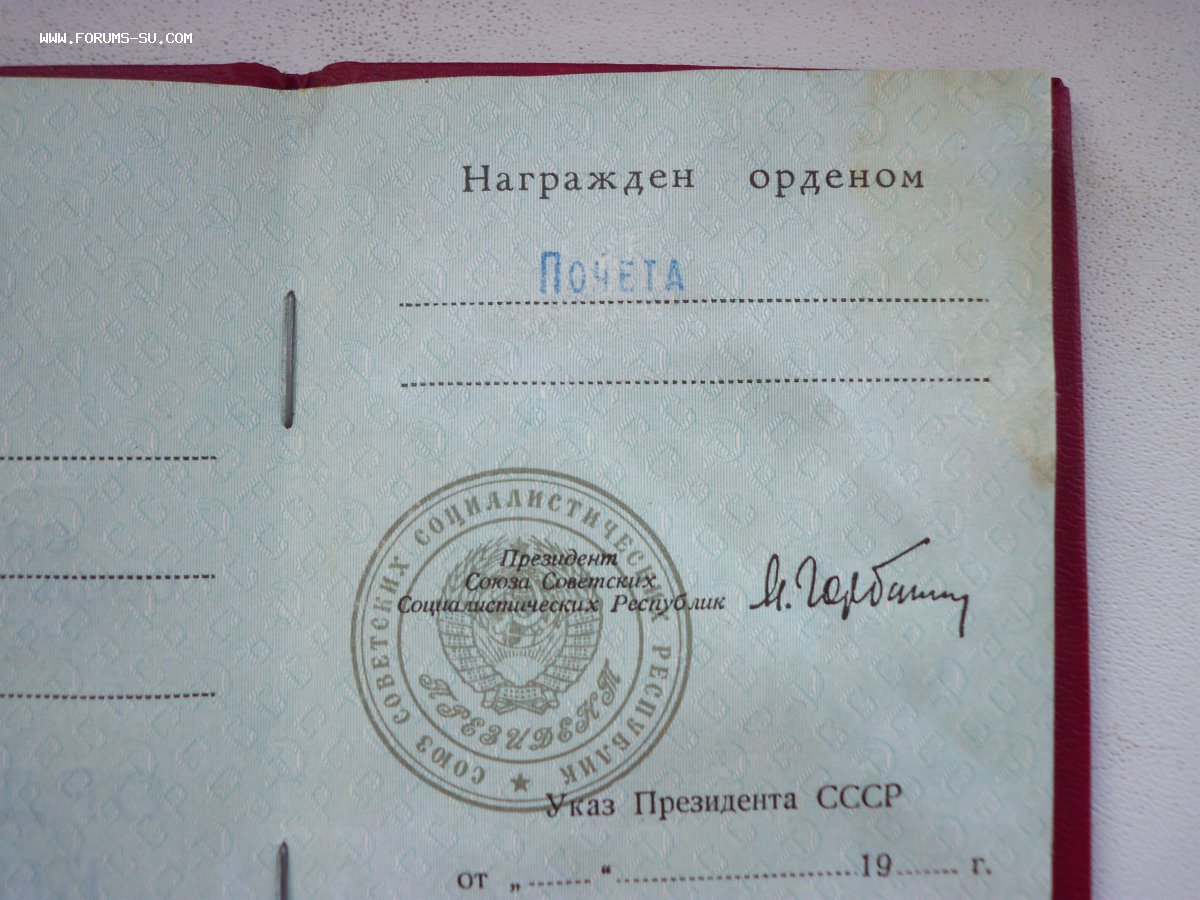 WWW.FORUMS-SU.COM
Награжден орденом
Почета
СОЮЗ СОВЕТСКИХ СОЦИАЛИСТИЧЕСКИХ РЕСПУБЛИК
Президент
Союза Советских
Социалистических Республик
М. Горбачев
ПРЕЗИДЕНТ
Указ Президента СССР
от „ ........ “ .............................. 19 ........ г.